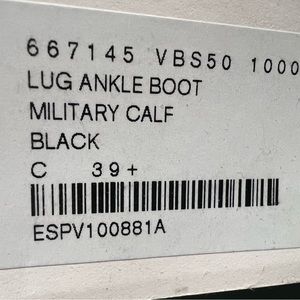 667145 VBS50 1000
LUG ANKLE BOOT
MILITARY CALF
BLACK
C 39+
ESPV100881A